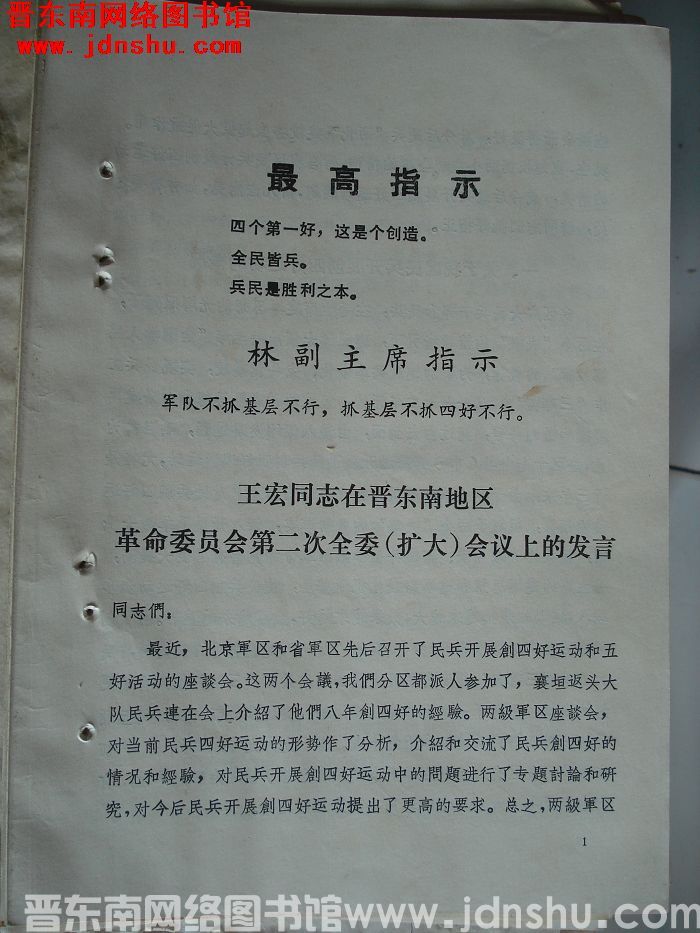 晋东南网络图书馆
www.jdnshu.com
最高指示
四个第一好，这是个创造。
全民皆兵。
兵民是胜利之本。
林副主席指示
军队不抓基层不行，抓基层不抓四好不行。
王宏同志在晋东南地区
革命委员会第二次全委（扩大）会议上的发言
同志們：
最近，北京軍区和省軍区先后召开了民兵开展創四好运动和五
好活动的座談会。这两个会議，我們分区都派人参加了，襄垣返头大
队民兵連在会上介紹了他們八年創四好的經驗。两級軍区座談会，
对当前民兵四好运动的形势作了分析，介紹和交流了民兵創四好的
情况和經驗，对民兵开展創四好运动中的問題进行了专题討論和研
究，对今后民兵开展創四好运动提出了更高的要求。总之，两級軍区
1
晋东南网络图书馆 www.jdnshu.com